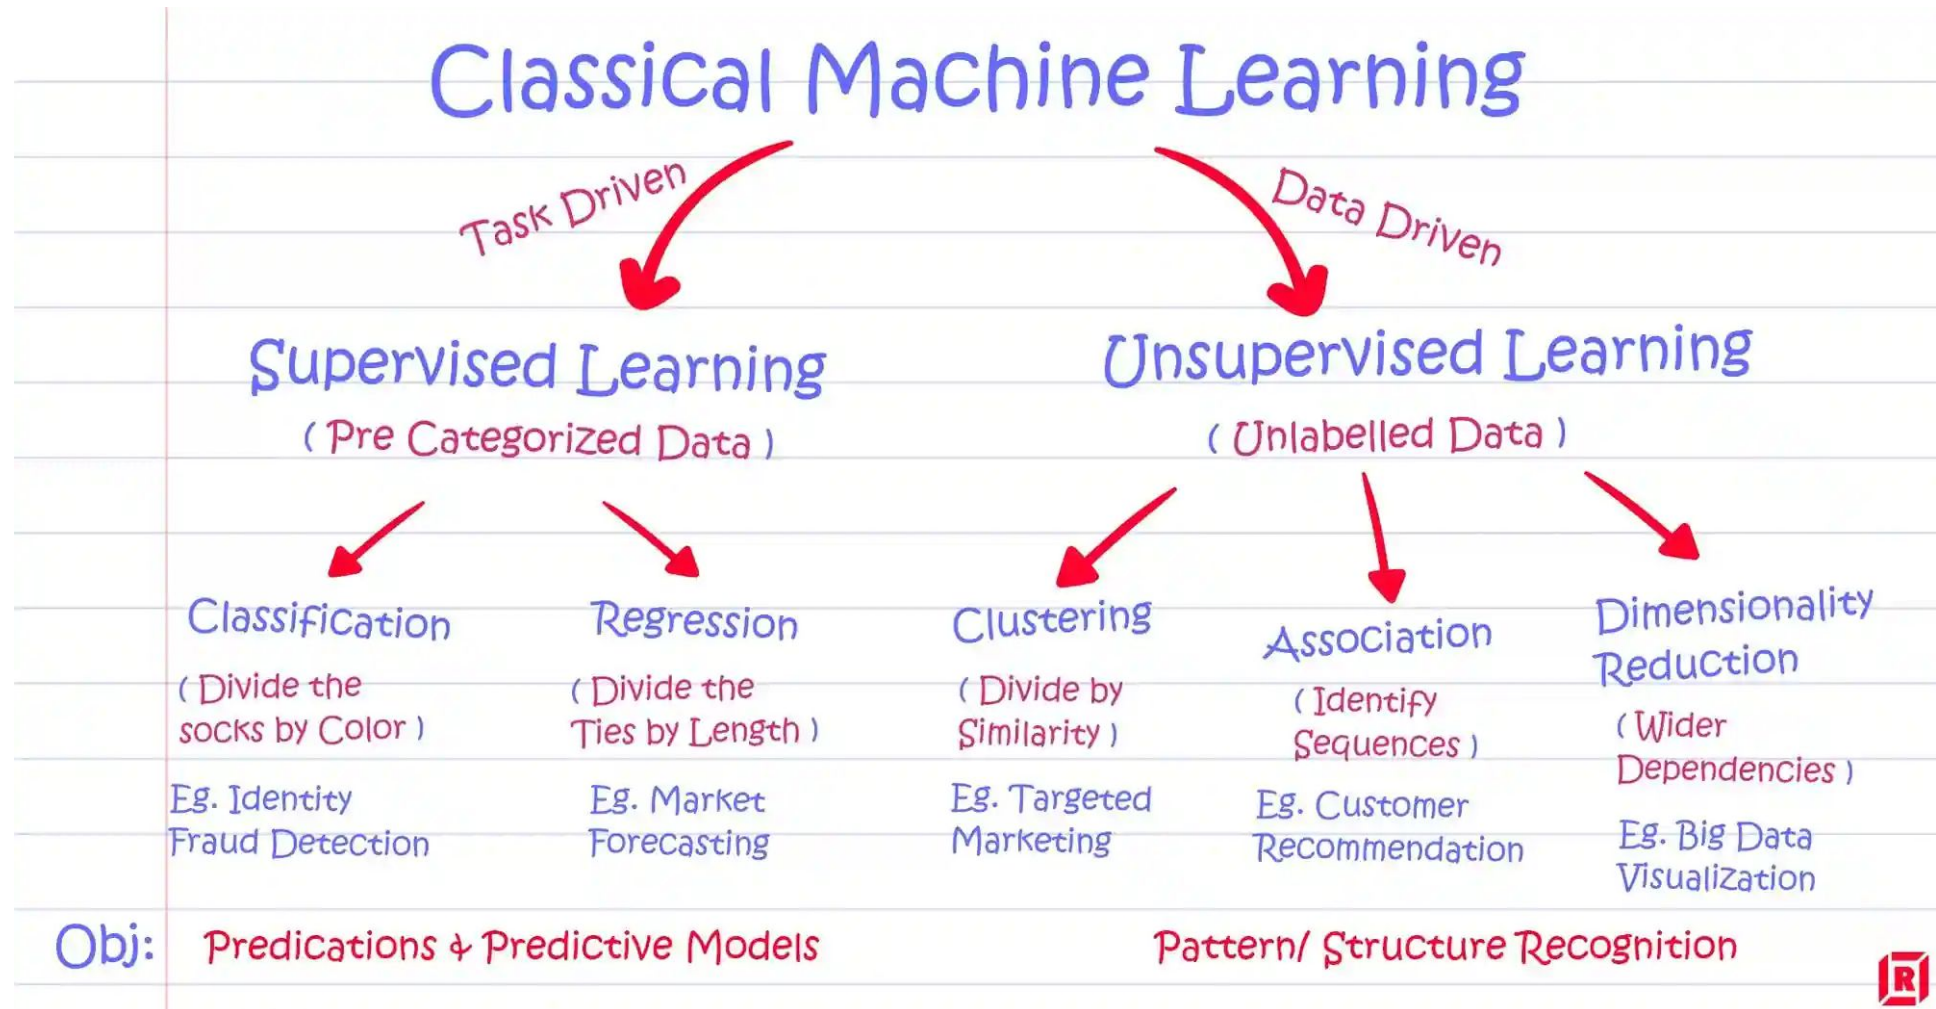 Classical Machine Learning
Task Driven
Data Driven
Supervised Learning
( Pre Categorized Data )
Unsupervised Learning
( Unlabelled Data )
Classification
( Divide the
socks by Color )
Eg. Identity
Fraud Detection
Regression
( Divide the
Ties by Length )
Eg. Market
Forecasting
Clustering
( Divide by
Similarity )
Eg. Targeted
Marketing
Association
( Identify
Sequences )
Eg. Customer
Recommendation
Dimensionality
Reduction
( Wider
Dependencies )
Eg. Big Data
Visualization
Obj: Predications & Predictive Models
Pattern/ Structure Recognition
R